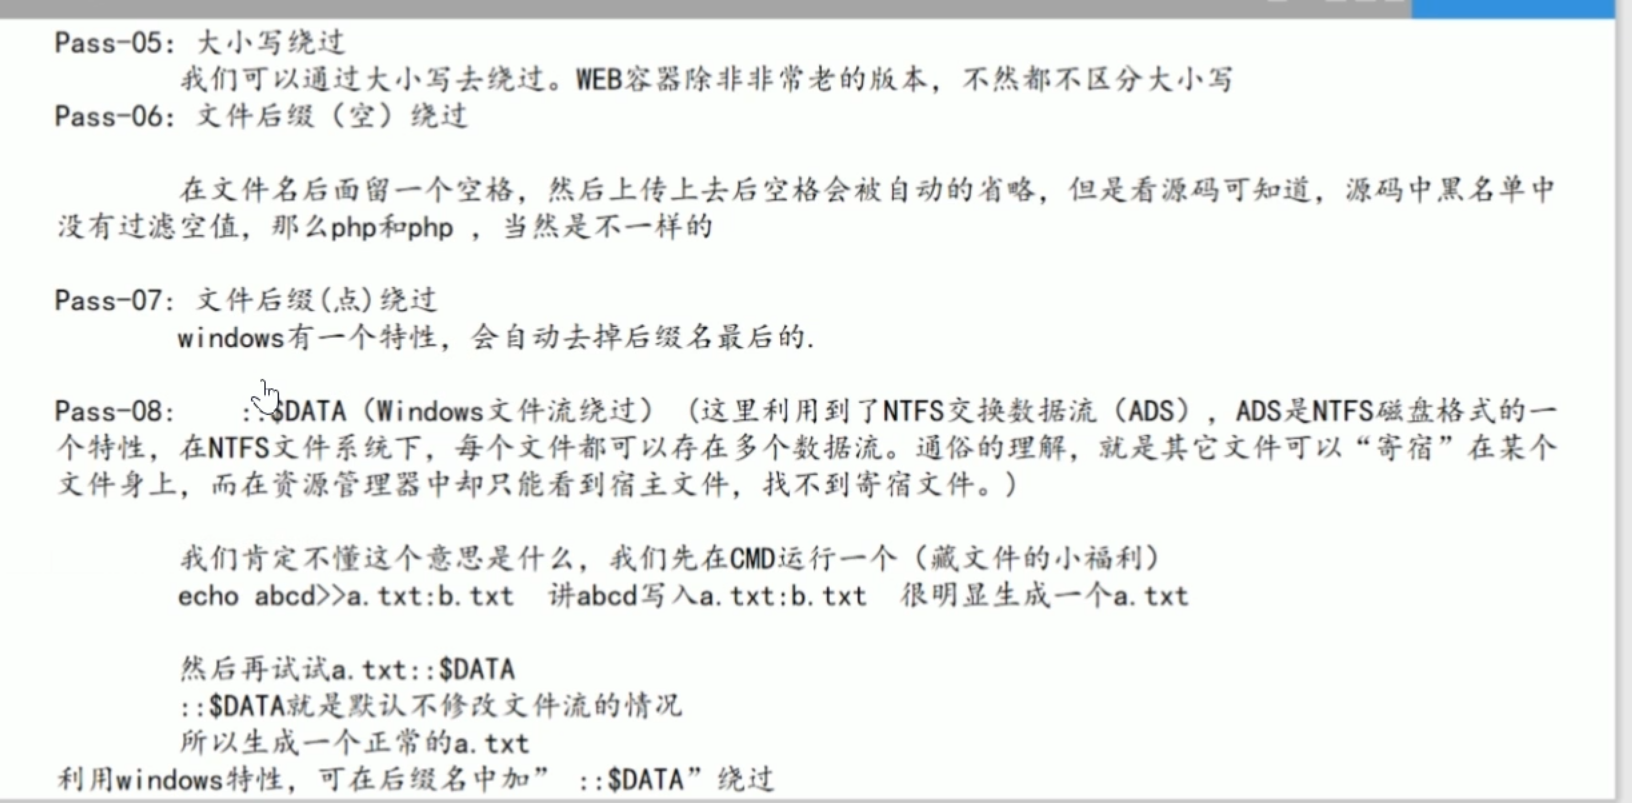 Pass-05: 大小写绕过
我们可以通过大小写去绕过。WEB容器除非非常老的版本，不然都不区分大小写
Pass-06: 文件后缀（空）绕过
在文件名后面留一个空格，然后上传上去后空格会被自动的省略，但是看源码可知道，源码中黑名单中
没有过滤空值，那么php和php ，当然是不一样的
Pass-07: 文件后缀(点)绕过
windows有一个特性，会自动去掉后缀名最后的.
Pass-08: ::$DATA（Windows文件流绕过）（这里利用到了NTFS交换数据流（ADS），ADS是NTFS磁盘格式的一
个特性，在NTFS文件系统下，每个文件都可以存在多个数据流。通俗的理解，就是其它文件可以“寄宿”在某个
文件身上，而在资源管理器中却只能看到宿主文件，找不到寄宿文件。）
我们肯定不懂这个意思是什么，我们先在CMD运行一个（藏文件的小福利）
echo abcd>>a.txt:b.txt 讲abcd写入a.txt:b.txt 很明显生成一个a.txt
然后再试试a.txt::$DATA
::$DATA就是默认不修改文件流的情况
所以生成一个正常的a.txt
利用windows特性，可在后缀名中加” ::$DATA”绕过